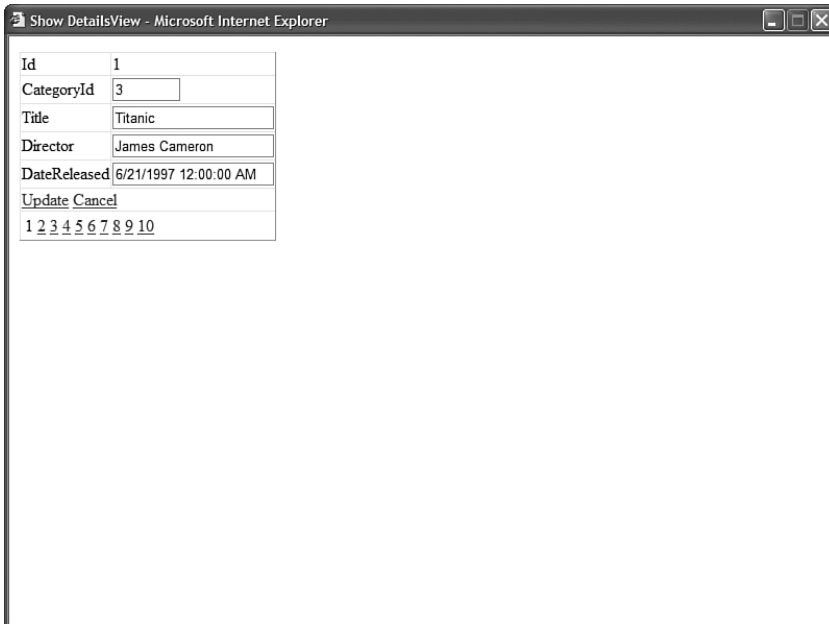 Show DetailsView - Microsoft Internet Explorer
Id 1
CategoryId 3
Title Titanic
Director James Cameron
DateReleased 6/21/1997 12:00:00 AM
Update Cancel
1 2 3 4 5 6 7 8 9 10